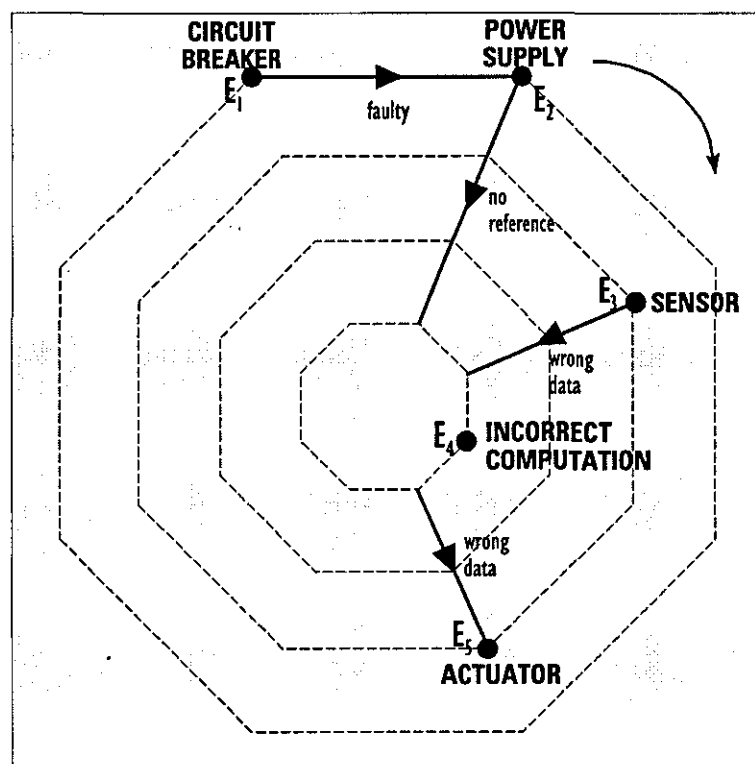 CIRCUIT
BREAKER
E1
POWER
SUPPLY
E2
faulty
no
reference
E3
SENSOR
wrong
data
E4
INCORRECT
COMPUTATION
wrong
data
E5
ACTUATOR